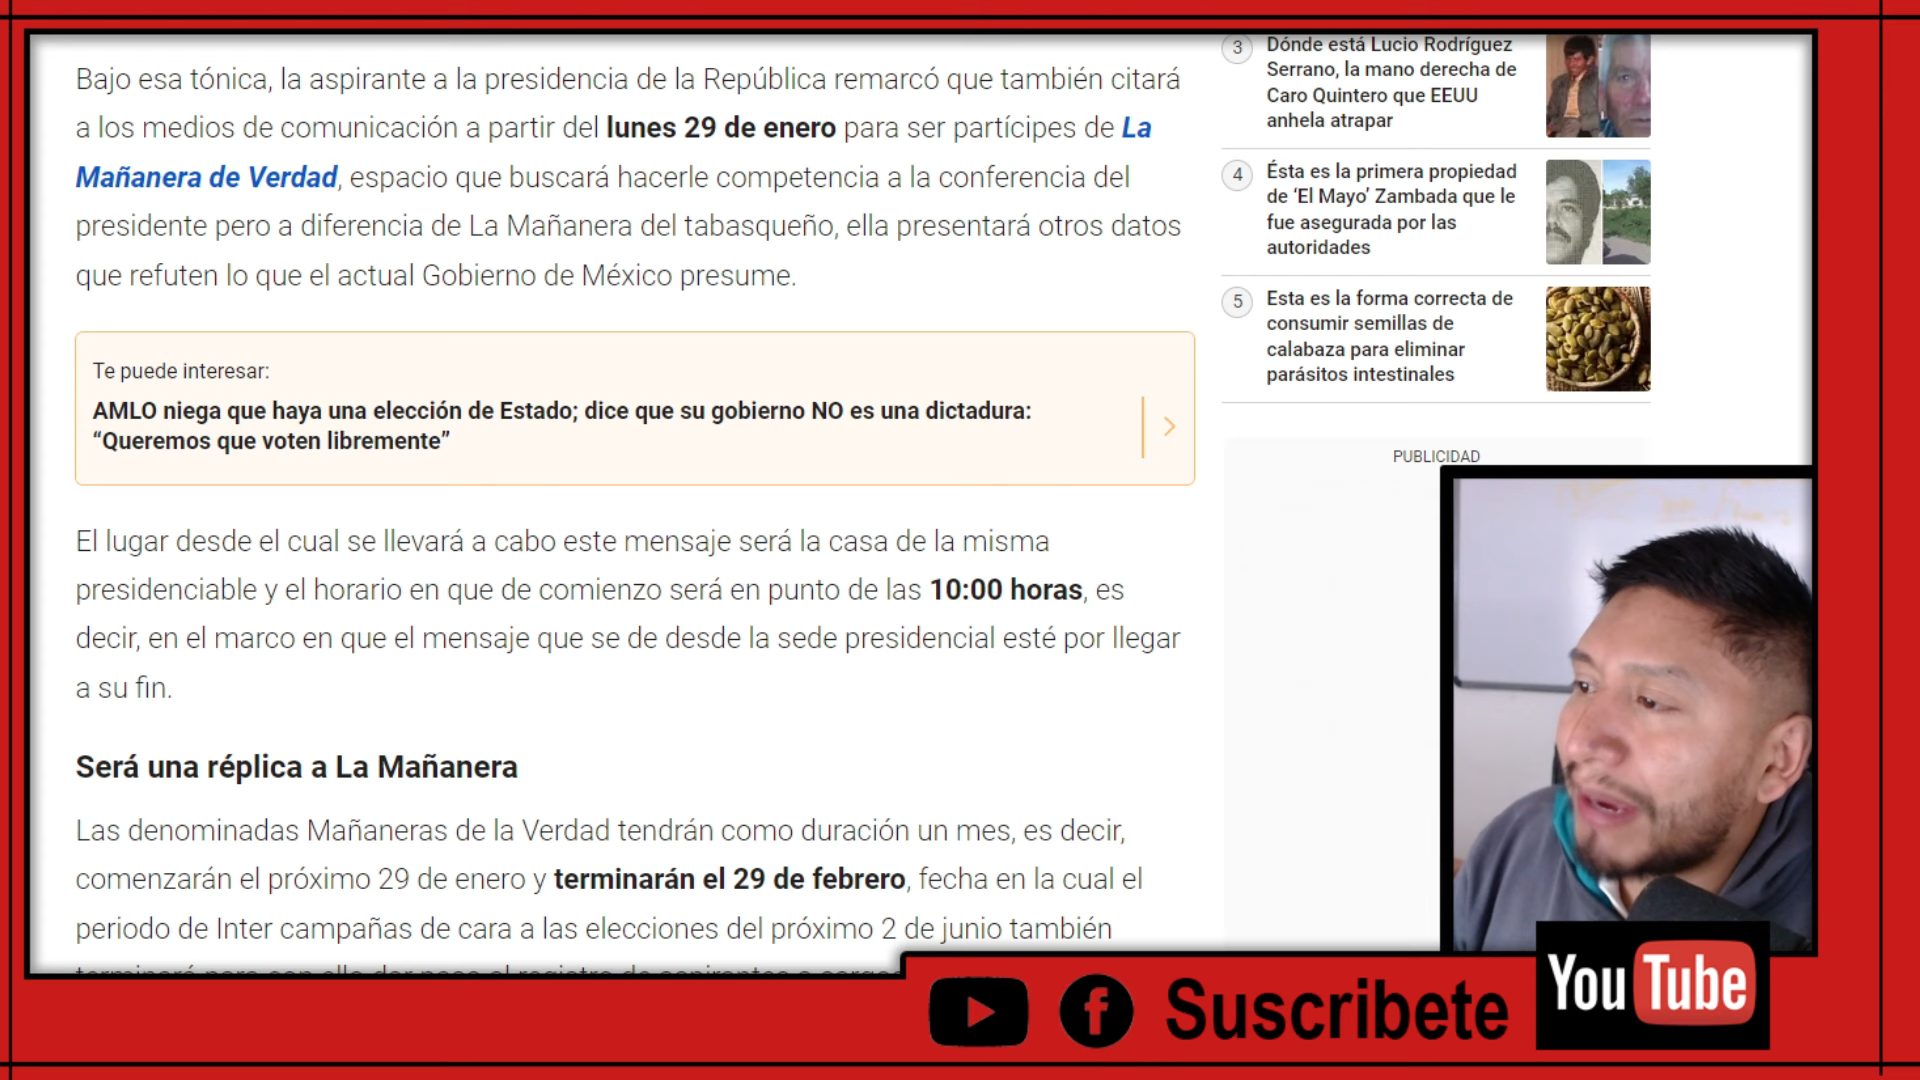 Bajo esa tónica, la aspirante a la presidencia de la República remarcó que también citará
a los medios de comunicación a partir del lunes 29 de enero para ser partícipes de La
Mañanera de Verdad, espacio que buscará hacerle competencia a la conferencia del
presidente pero a diferencia de La Mañanera del tabasqueño, ella presentará otros datos
que refuten lo que el actual Gobierno de México presume.
Te puede interesar:
AMLO niega que haya una elección de Estado; dice que su gobierno NO es una dictadura:
“Queremos que voten libremente”
El lugar desde el cual se llevará a cabo este mensaje será la casa de la misma
presidenciable y el horario en que de comienzo será en punto de las 10:00 horas, es
decir, en el marco en que el mensaje que se de desde la sede presidencial esté por llegar
a su fin.
Será una réplica a La Mañanera
Las denominadas Mañaneras de la Verdad tendrán como duración un mes, es decir,
comenzarán el próximo 29 de enero y terminarán el 29 de febrero, fecha en la cual el
periodo de Inter campañas de cara a las elecciones del próximo 2 de junio también
3
Dónde está Lucio Rodríguez
Serrano, la mano derecha de
Caro Quintero que EEUU
anhela atrapar
4
Ésta es la primera propiedad
de ‘El Mayo’ Zambada que le
fue asegurada por las
autoridades
5
Esta es la forma correcta de
consumir semillas de
calabaza para eliminar
parásitos intestinales
PUBLICIDAD
Suscribete
YouTube